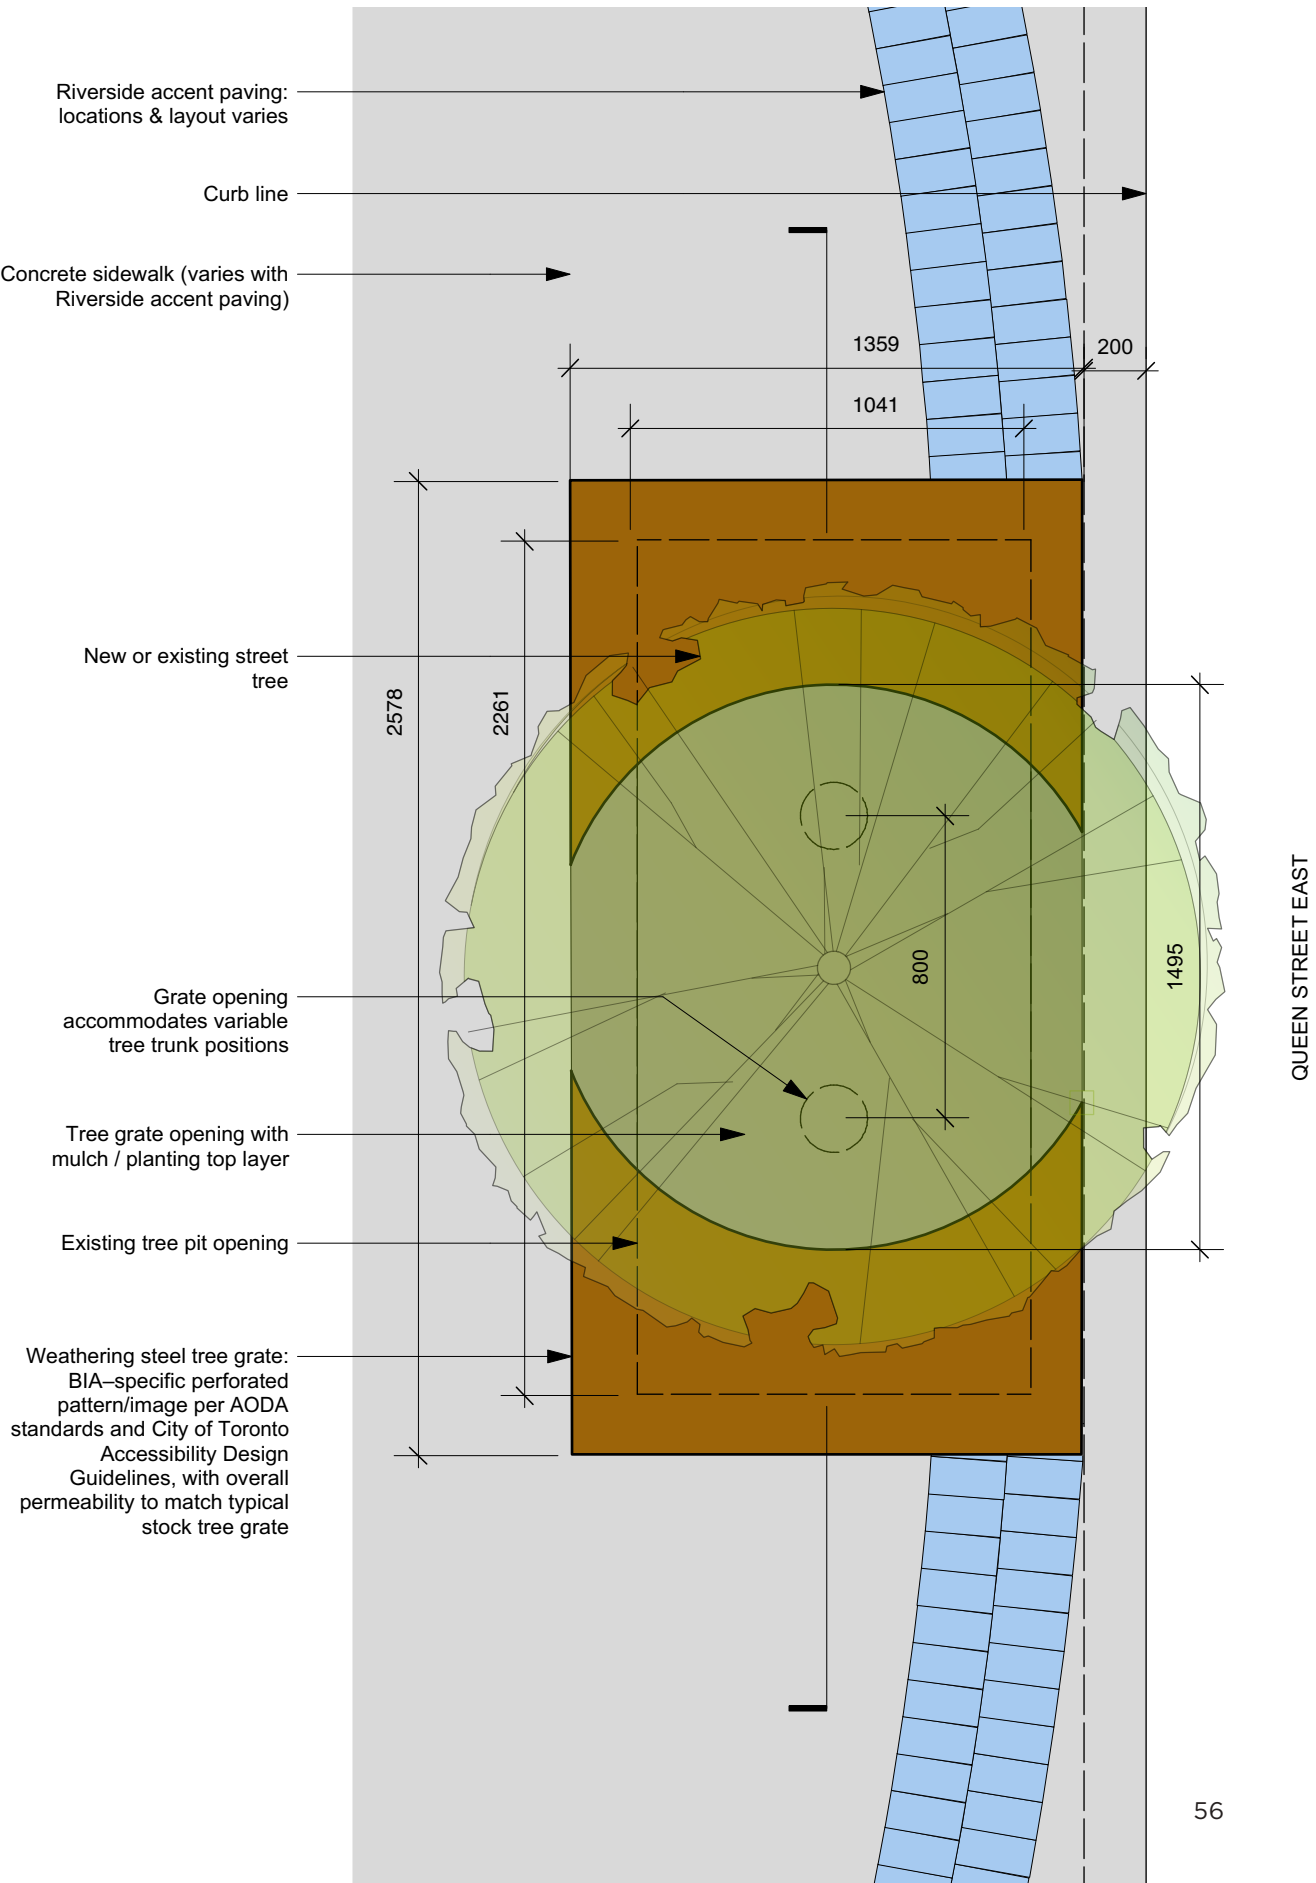 Riverside accent paving:
locations & layout varies
Curb line
Concrete sidewalk (varies with
Riverside accent paving)
1359
200
1041
New or existing street
tree
2578
2261
800
1495
QUEEN STREET EAST
Grate opening
accommodates variable
tree trunk positions
Tree grate opening with
mulch / planting top layer
Existing tree pit opening
Weathering steel tree grate:
BIA–specific perforated
pattern/image per AODA
standards and City of Toronto
Accessibility Design
Guidelines, with overall
permeability to match typical
stock tree grate
56